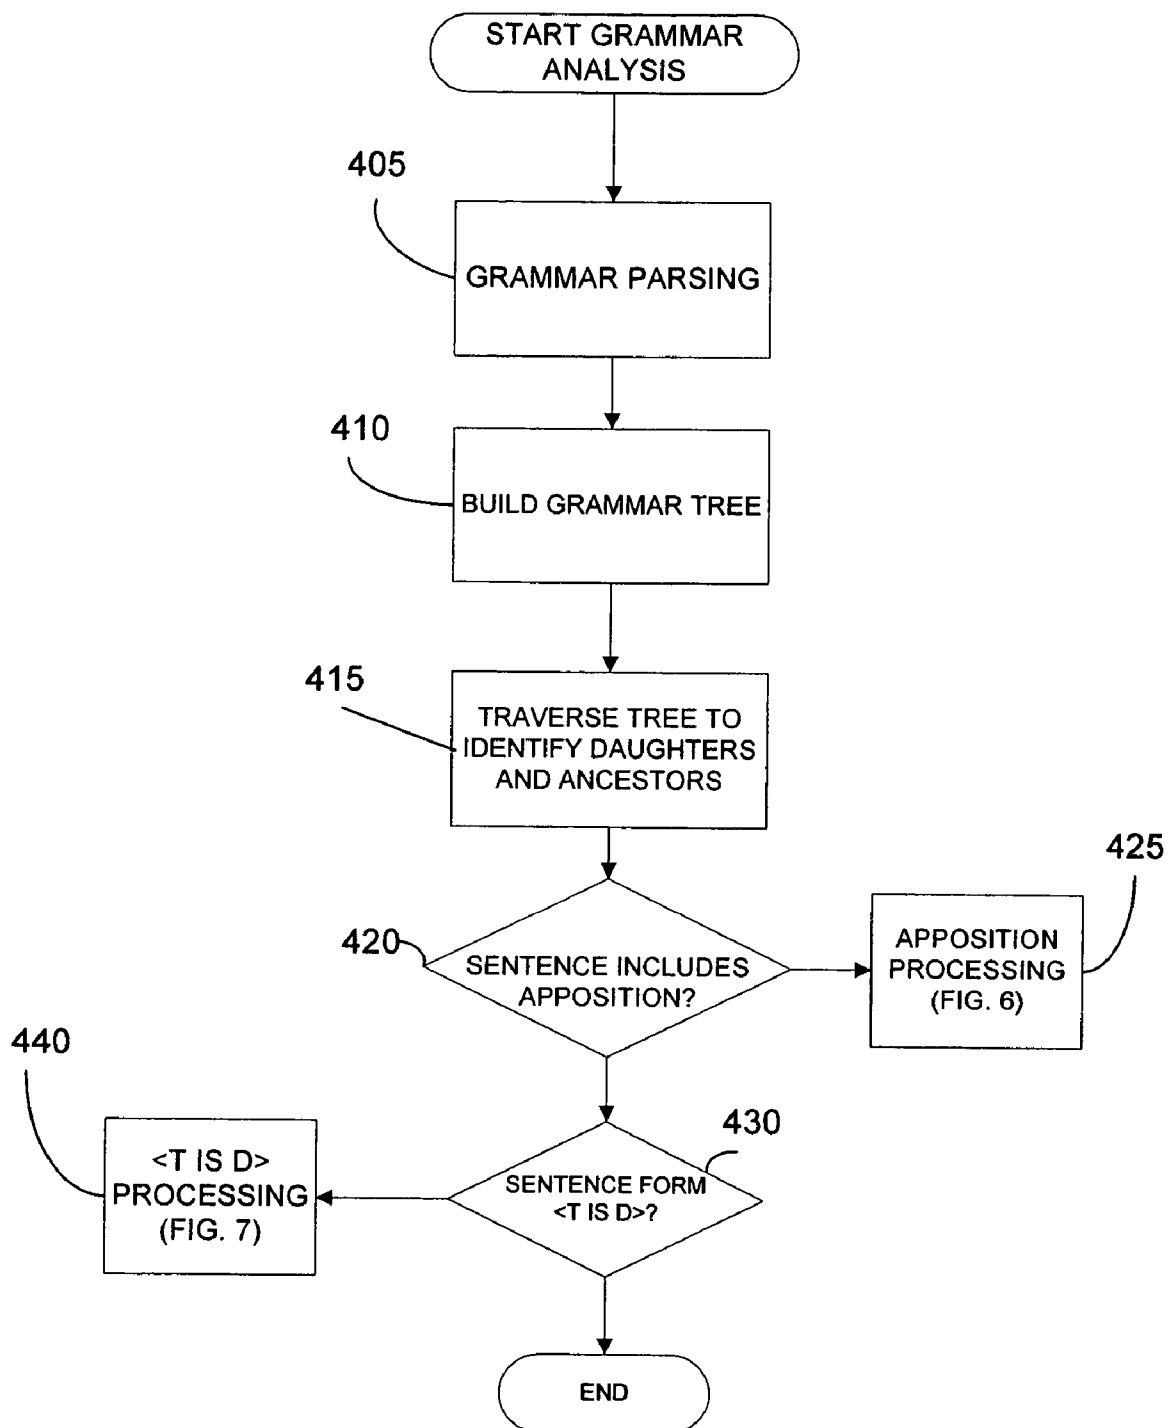 START GRAMMAR
ANALYSIS
405
GRAMMAR PARSING
410
BUILD GRAMMAR TREE
415
TRAVERSE TREE TO
IDENTIFY DAUGHTERS
AND ANCESTORS
420
SENTENCE INCLUDES
APPOSITION?
425
APPOSITION
PROCESSING
(FIG. 6)
430
SENTENCE FORM
<T IS D>?
440
<T IS D>
PROCESSING
(FIG. 7)
END